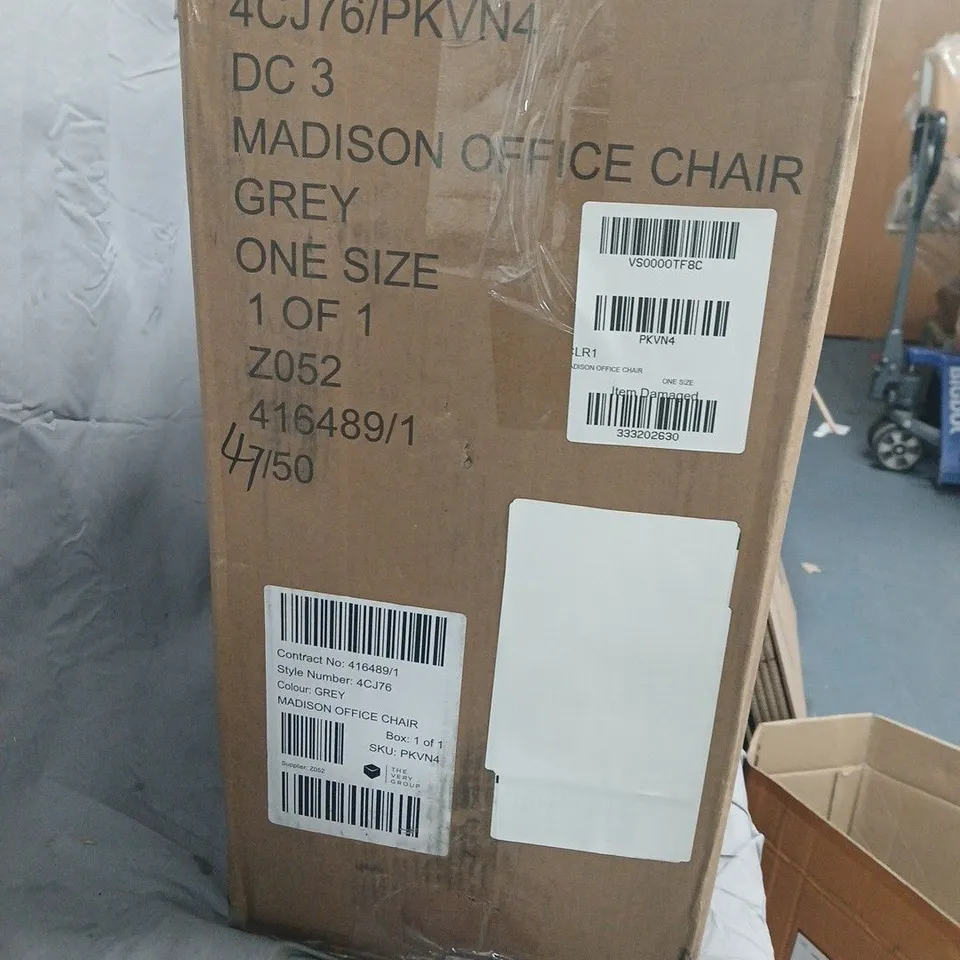 4CJ76/PKVN4
DC 3
MADISON OFFICE CHAIR
GREY
ONE SIZE
1 OF 1
Z052
416489/1
47/50
VS0000TF8C
PKVN4
CLR1
ADISON OFFICE CHAIR
ONE SIZE
Item Damaged
333202630
Contract No: 416489/1
Style Number: 4CJ76
Colour: GREY
MADISON OFFICE CHAIR
Box: 1 of 1
SKU: PKVN4
Supplier: Z052
THE
VERY
GROUP